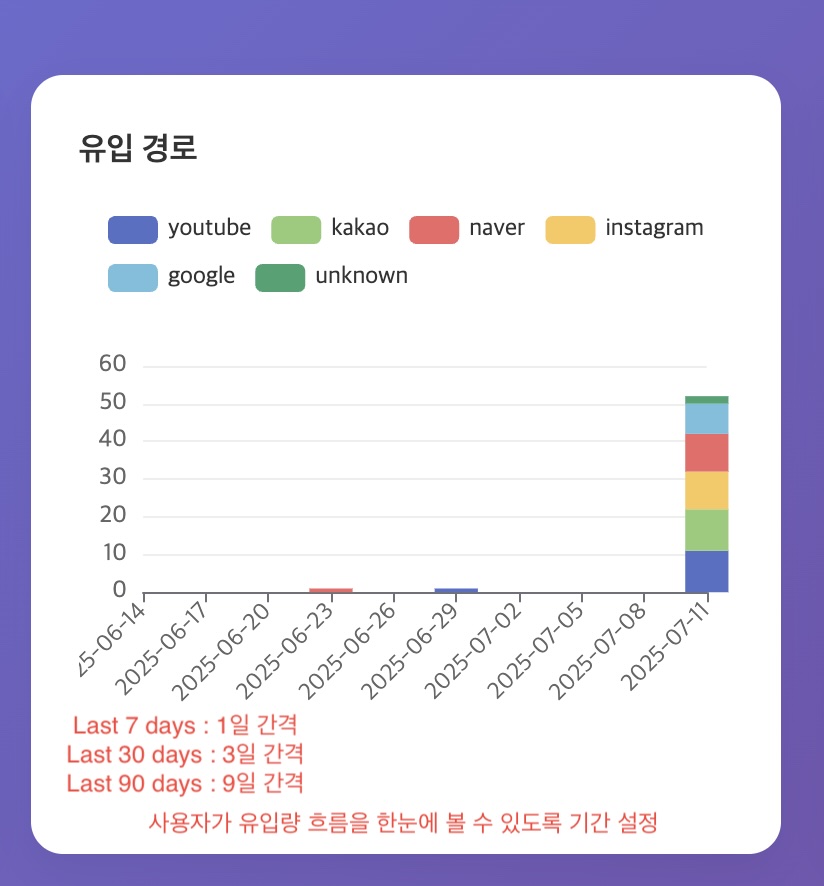 유입 경로
youtube kakao naver instagram
google unknown
60
50
40
30
20
10
0
25-06-14 2025-06-17 2025-06-20 2025-06-23 2025-06-26 2025-06-29 2025-07-02 2025-07-05 2025-07-08 2025-07-11
Last 7 days : 1일 간격
Last 30 days : 3일 간격
Last 90 days : 9일 간격
사용자가 유입량 흐름을 한눈에 볼 수 있도록 기간 설정